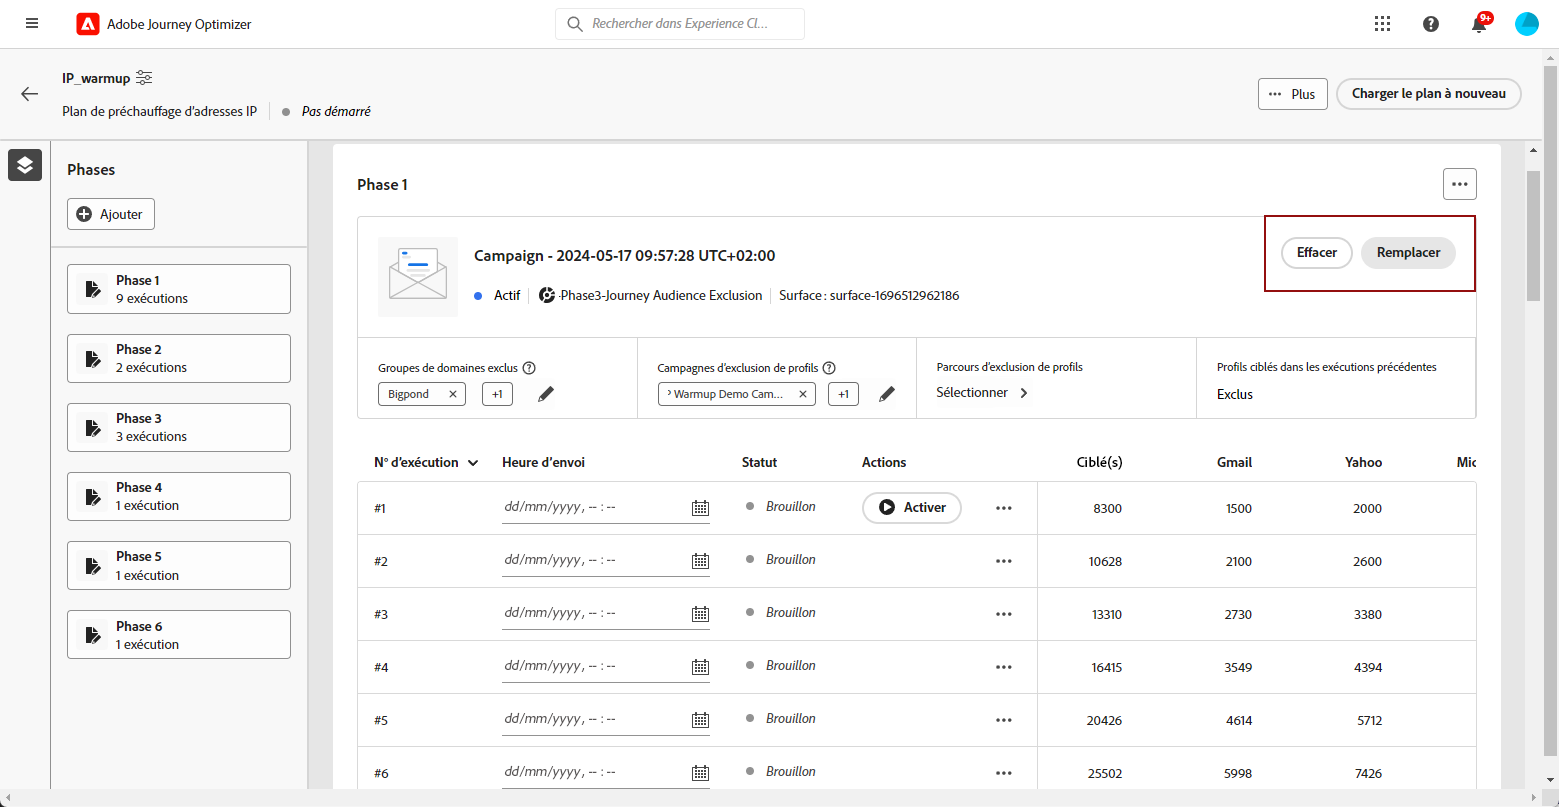 Adobe Journey Optimizer
Rechercher dans Experience Cl...
9+
IP_warmup
Plan de préchauffage d'adresses IP
Pas démarré
Plus
Charger le plan à nouveau
Phases
Ajouter
Phase 1
9 exécutions
Phase 2
2 exécutions
Phase 3
3 exécutions
Phase 4
1 exécution
Phase 5
1 exécution
Phase 6
1 exécution
Phase 1
Campaign - 2024-05-17 09:57:28 UTC+02:00
Actif
Phase3-Journey Audience Exclusion
Surface : surface-1696512962186
Effacer
Remplacer
Groupes de domaines exclus
Bigpond
+1
Campagnes d'exclusion de profils
Warmup Demo Cam...
+1
Parcours d'exclusion de profils
Sélectionner
Profils ciblés dans les exécutions précédentes
Exclus
N° d'exécution Heure d'envoi Statut Actions Ciblé(s) Gmail Yahoo Mic
#1 dd/mm/yyyy, -- : -- Brouillon Activer 8300 1500 2000
#2 dd/mm/yyyy, -- : -- Brouillon 10628 2100 2600
#3 dd/mm/yyyy, -- : -- Brouillon 13310 2730 3380
#4 dd/mm/yyyy, -- : -- Brouillon 16415 3549 4394
#5 dd/mm/yyyy, -- : -- Brouillon 20426 4614 5712
#6 dd/mm/yyyy, -- : -- Brouillon 25502 5998 7426